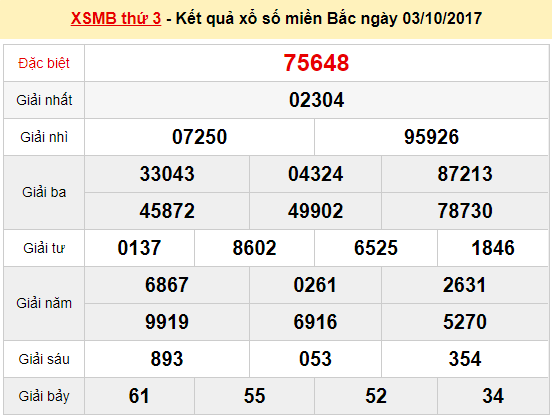 XSMB thứ 3 - Kết quả xổ số miền Bắc ngày 03/10/2017
Đặc biệt 75648
Giải nhất 02304
Giải nhì 07250 95926
Giải ba 33043 04324 87213
45872 49902 78730
Giải tư 0137 8602 6525 1846
Giải năm 6867 0261 2631
9919 6916 5270
Giải sáu 893 053 354
Giải bảy 61 55 52 34